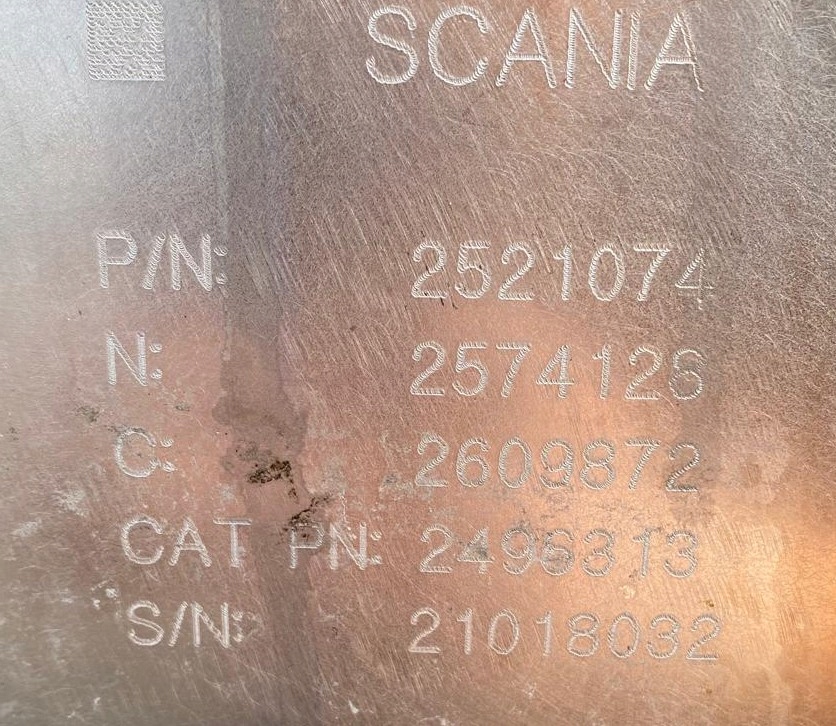 SCANIA
P/N: 2521074
N: 2574126
C: 2609872
CAT PN: 2496313
S/N: 21018032